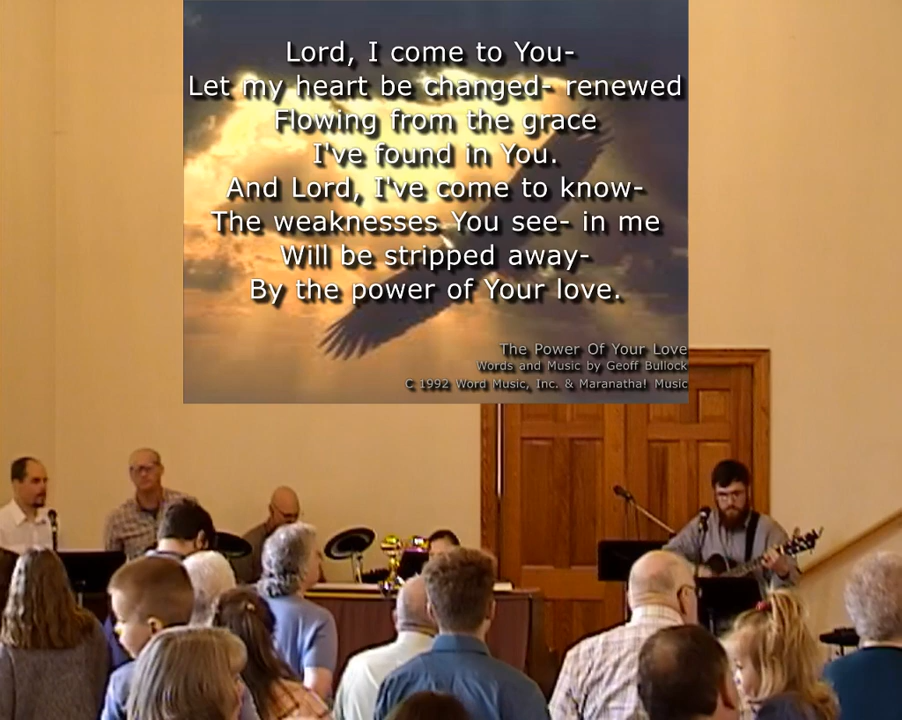 Lord, I come to You-
Let my heart be changed- renewed
Flowing from the grace
I've found in You.
And Lord, I've come to know-
The weaknesses You see- in me
Will be stripped away-
By the power of Your love.
The Power Of Your Love
Words and Music by Geoff Bullock
C 1992 Word Music, Inc. & Maranatha! Music